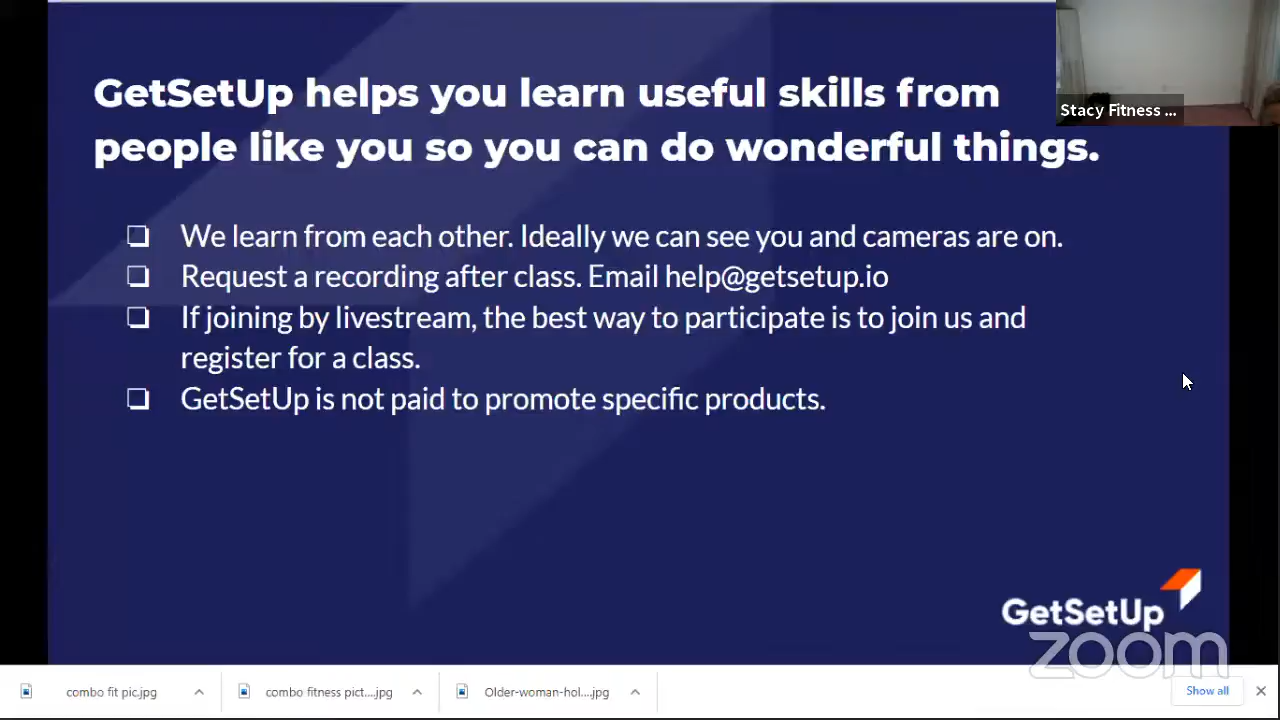 GetSetUp helps you learn useful skills from
people like you so you can do wonderful things.
Stacy Fitness ...
❏ We learn from each other. Ideally we can see you and cameras are on.
❏ Request a recording after class. Email help@getsetup.io
❏ If joining by livestream, the best way to participate is to join us and
register for a class.
❏ GetSetUp is not paid to promote specific products.
GetSetUp
zoom
combo fit pic.jpg
combo fitness pict....jpg
Older-woman-hol....jpg
Show all